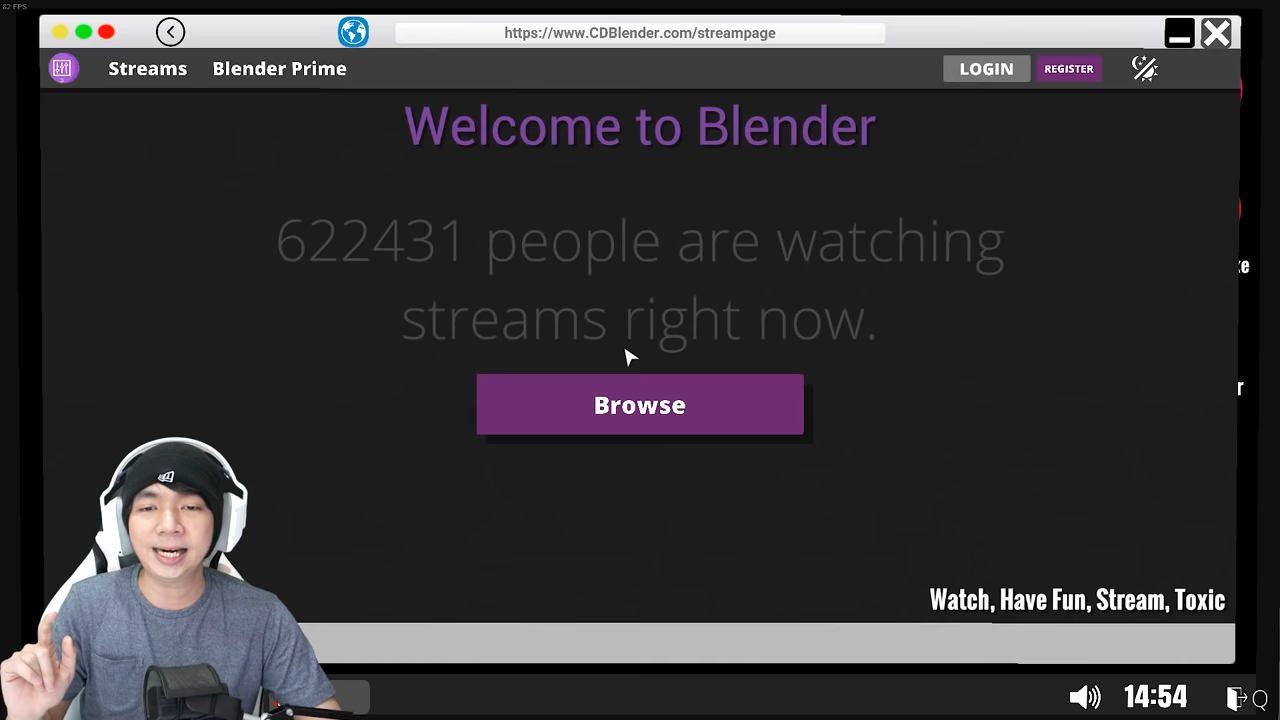 82 FPS
https://www.CDBlender.com/streampage
Streams Blender Prime LOGIN REGISTER
Welcome to Blender
622431 people are watching
streams right now.
Browse
Watch, Have Fun, Stream, Toxic
14:54 Q